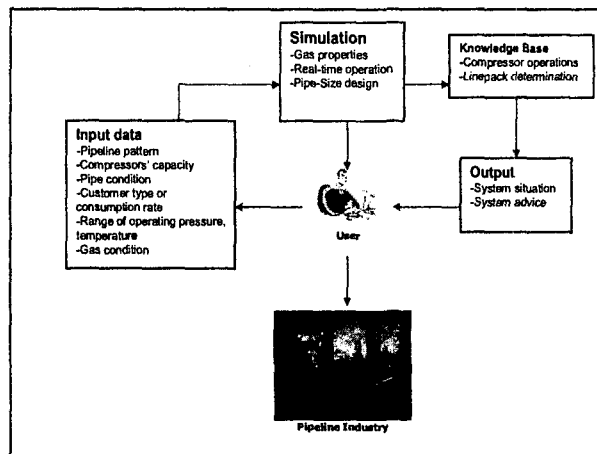 Simulation
-Gas properties
-Real-time operation
-Pipe-Size design
Knowledge Base
-Compressor operations
-Linepack determination
Input data
-Pipeline pattern
-Compressors' capacity
-Pipe condition
-Customer type or
consumption rate
-Range of operating pressure,
temperature
-Gas condition
Output
-System situation
-System advice
User
Pipeline Industry